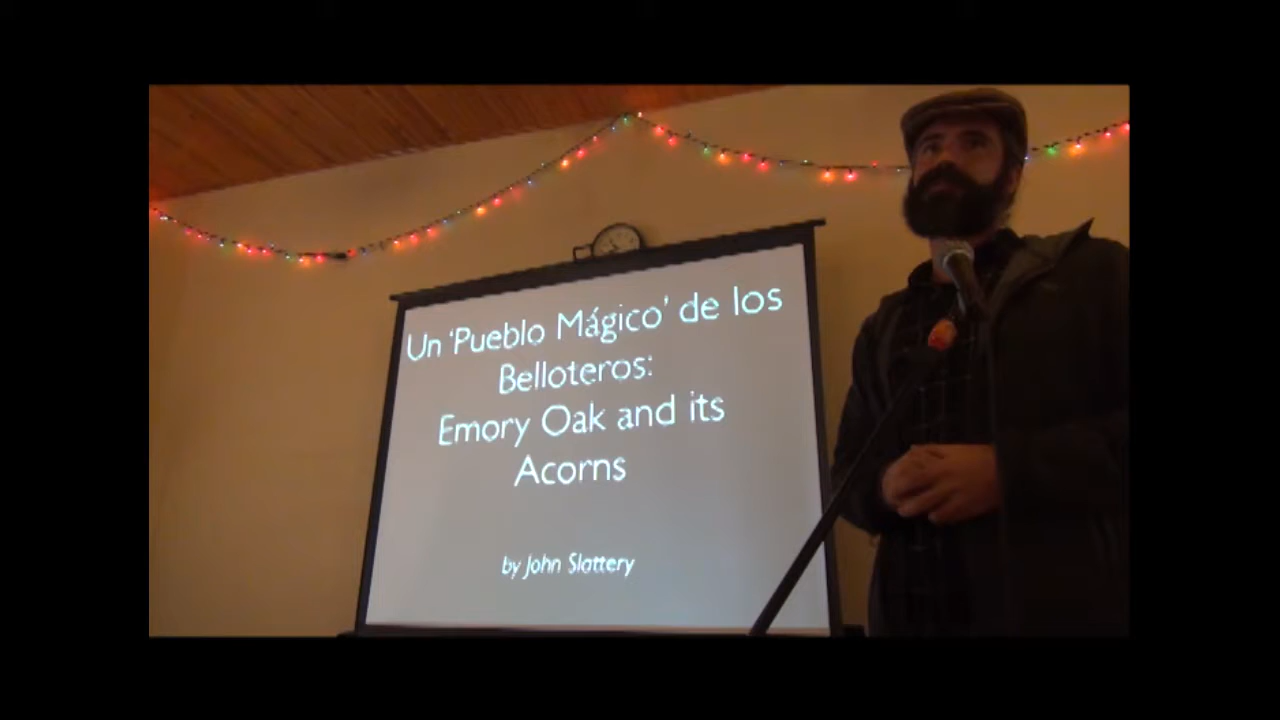 Un ‘Pueblo Mágico’ de los
Belloteros:
Emory Oak and its
Acorns
by John Slattery